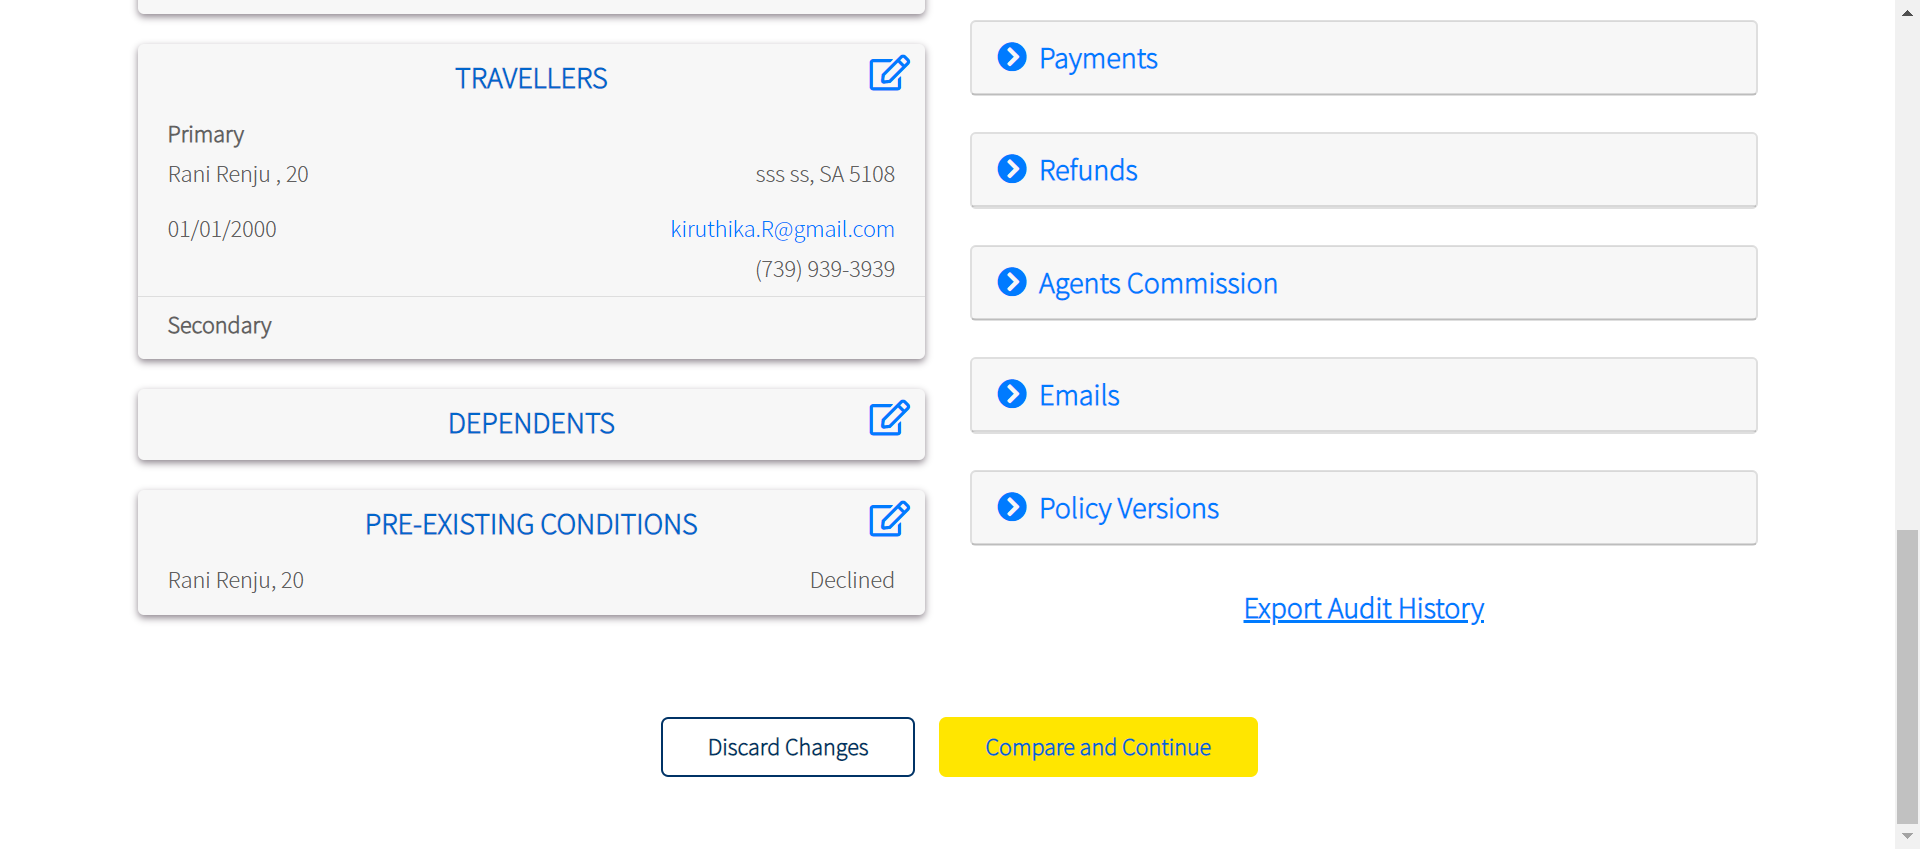 TRAVELLERS
Primary
Rani Renju , 20
sss ss, SA 5108
01/01/2000
kiruthika.R@gmail.com
(739) 939-3939
Secondary
DEPENDENTS
PRE-EXISTING CONDITIONS
Rani Renju, 20
Declined
Payments
Refunds
Agents Commission
Emails
Policy Versions
Export Audit History
Discard Changes
Compare and Continue